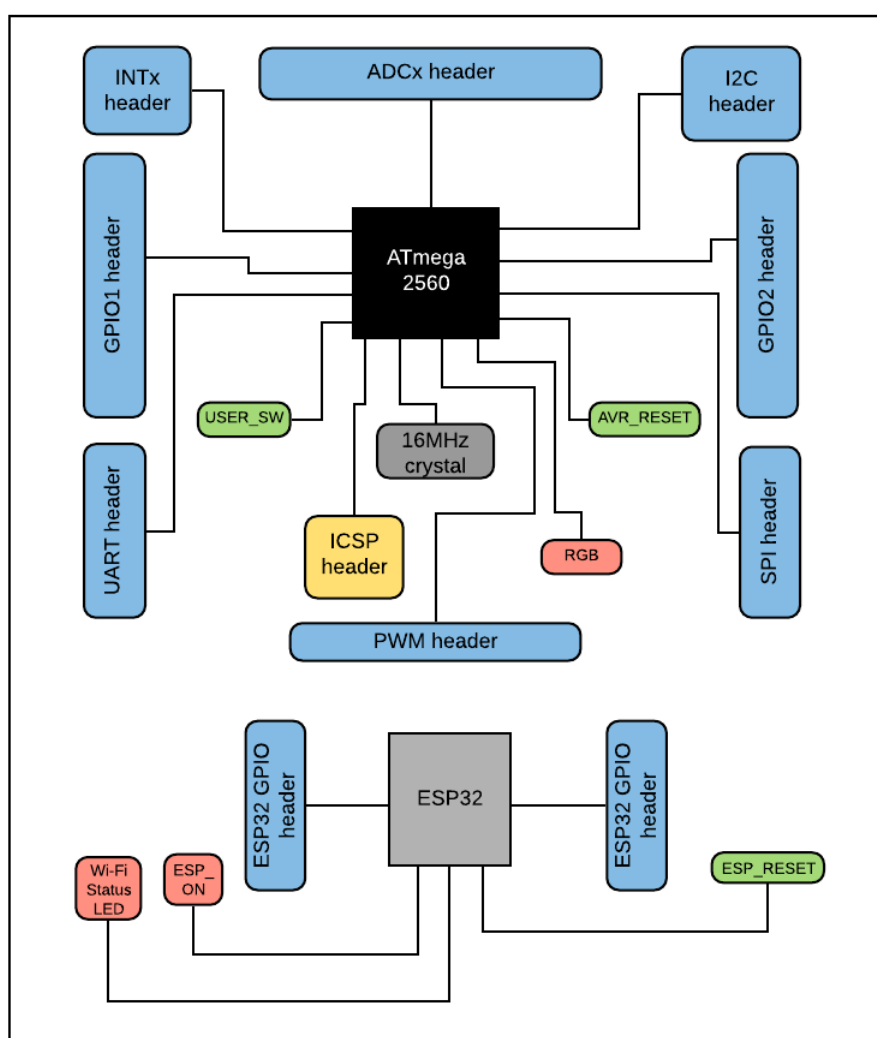 INTx
header
ADCx header
I2C
header
GPIO1 header
ATmega
2560
GPIO2 header
USER_SW
AVR_RESET
16MHz
crystal
UART header
ICSP
header
RGB
SPI header
PWM header
ESP32 GPIO
header
ESP32
ESP32 GPIO
header
Wi-Fi
Status
LED
ESP_
ON
ESP_RESET